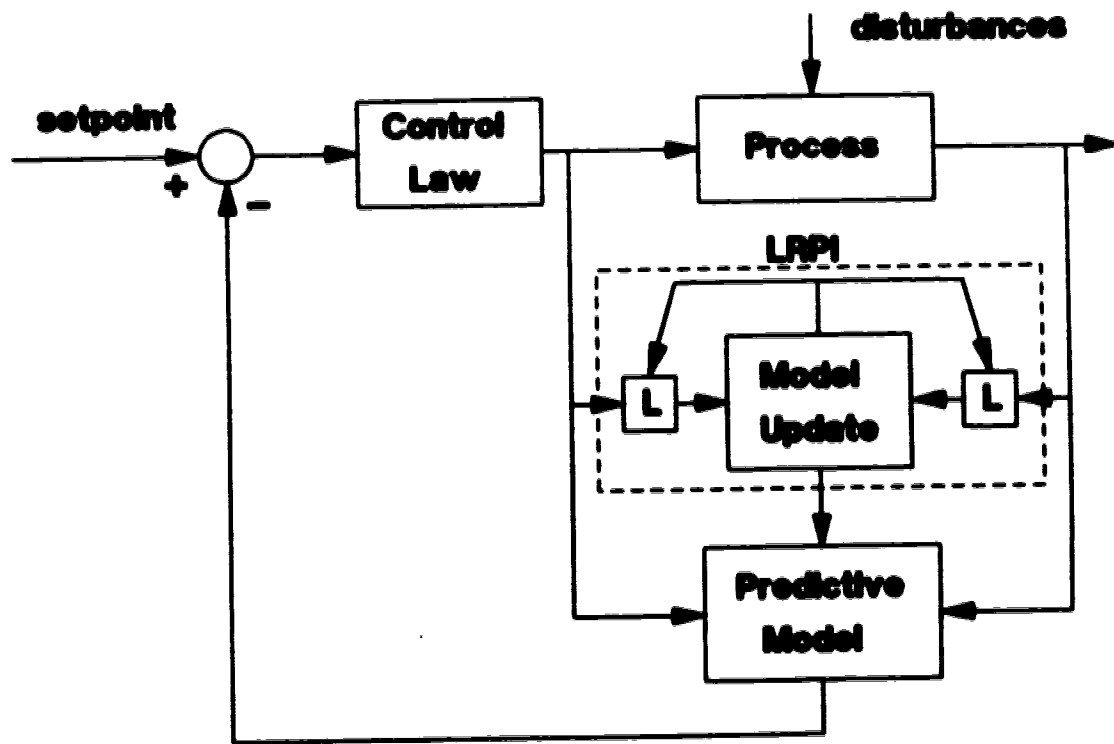 disturbances
setpoint
+
−
Control
Law
Process
LRPI
L
Model
Update
L
Predictive
Model